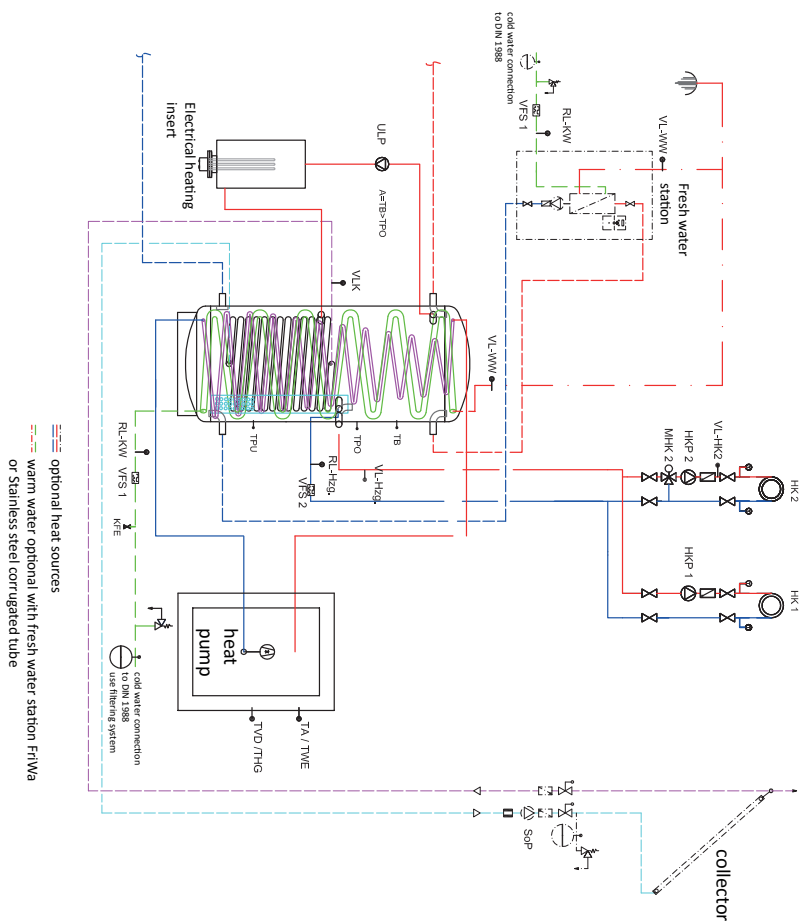 cold water connection
to DIN 1988
VFS 1
RL-KW
VL-WW
Fresh water
station
Electrical heating
insert
ULP
A=TB>TPO
VLK
VL-WW
TPU
TPO
TB
RL-KW
VFS 1
KFE
RL-Hzg.
VFS 2
VL-Hzg.
MHK 2
HKP 2
VL-HK2
HK 2
HKP 1
HK 1
heat
pump
TVD /THG
TA / TWE
cold water connection
to DIN 1988
use filtering system
SoP
collector
optional heat sources
warm water optional with fresh water station FriWa
or Stainless steel corrugated tube